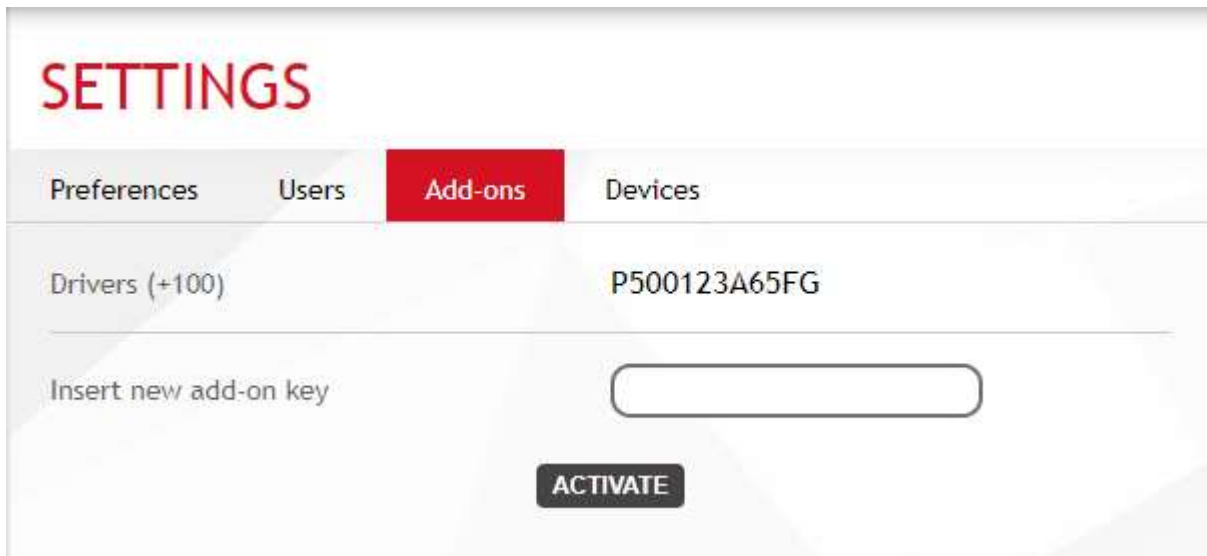 SETTINGS
Preferences Users Add-ons Devices
Drivers (+100) P500123A65FG
Insert new add-on key
ACTIVATE